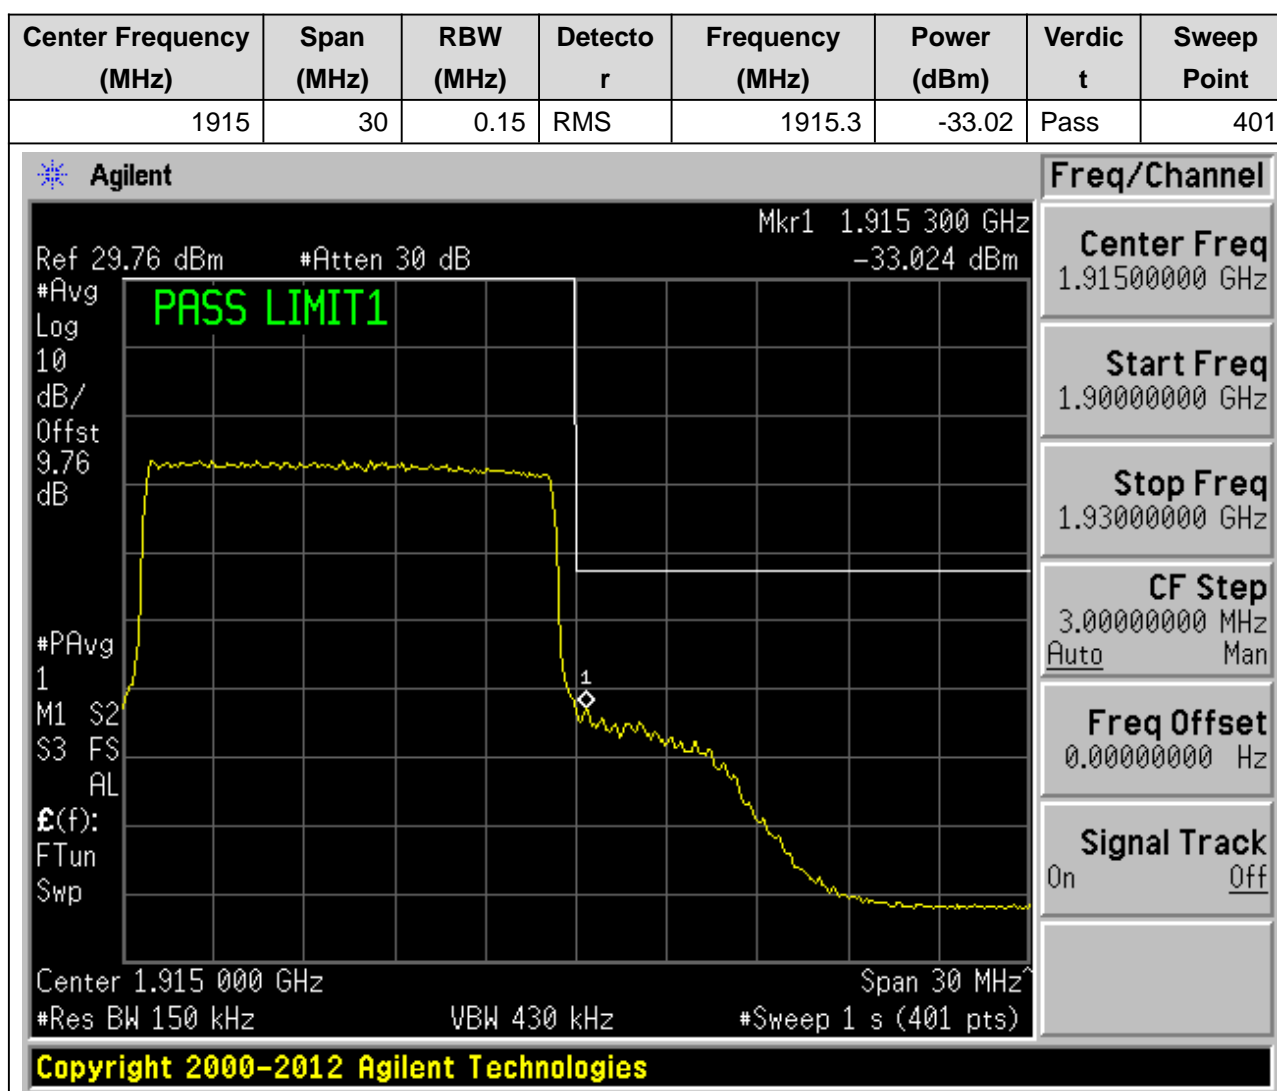 Center Frequency (MHz) Span (MHz) RBW (MHz) Detecto r Frequency (MHz) Power (dBm) Verdic t Sweep Point
1915 30 0.15 RMS 1915.3 -33.02 Pass 401
Agilent
Freq/Channel
Mkr1 1.915 300 GHz
Ref 29.76 dBm #Atten 30 dB -33.024 dBm
#Avg
Log
10
dB/
Offst
9.76
dB
PASS LIMIT1
#PAvg
1
M1 S2
S3 FS
AL
£(f):
FTun
Swp
1
Center 1.915 000 GHz Span 30 MHz^
#Res BW 150 kHz VBW 430 kHz #Sweep 1 s (401 pts)
Center Freq
1.91500000 GHz
Start Freq
1.90000000 GHz
Stop Freq
1.93000000 GHz
CF Step
3.00000000 MHz
Auto Man
Freq Offset
0.00000000 Hz
Signal Track
On Off
Copyright 2000-2012 Agilent Technologies